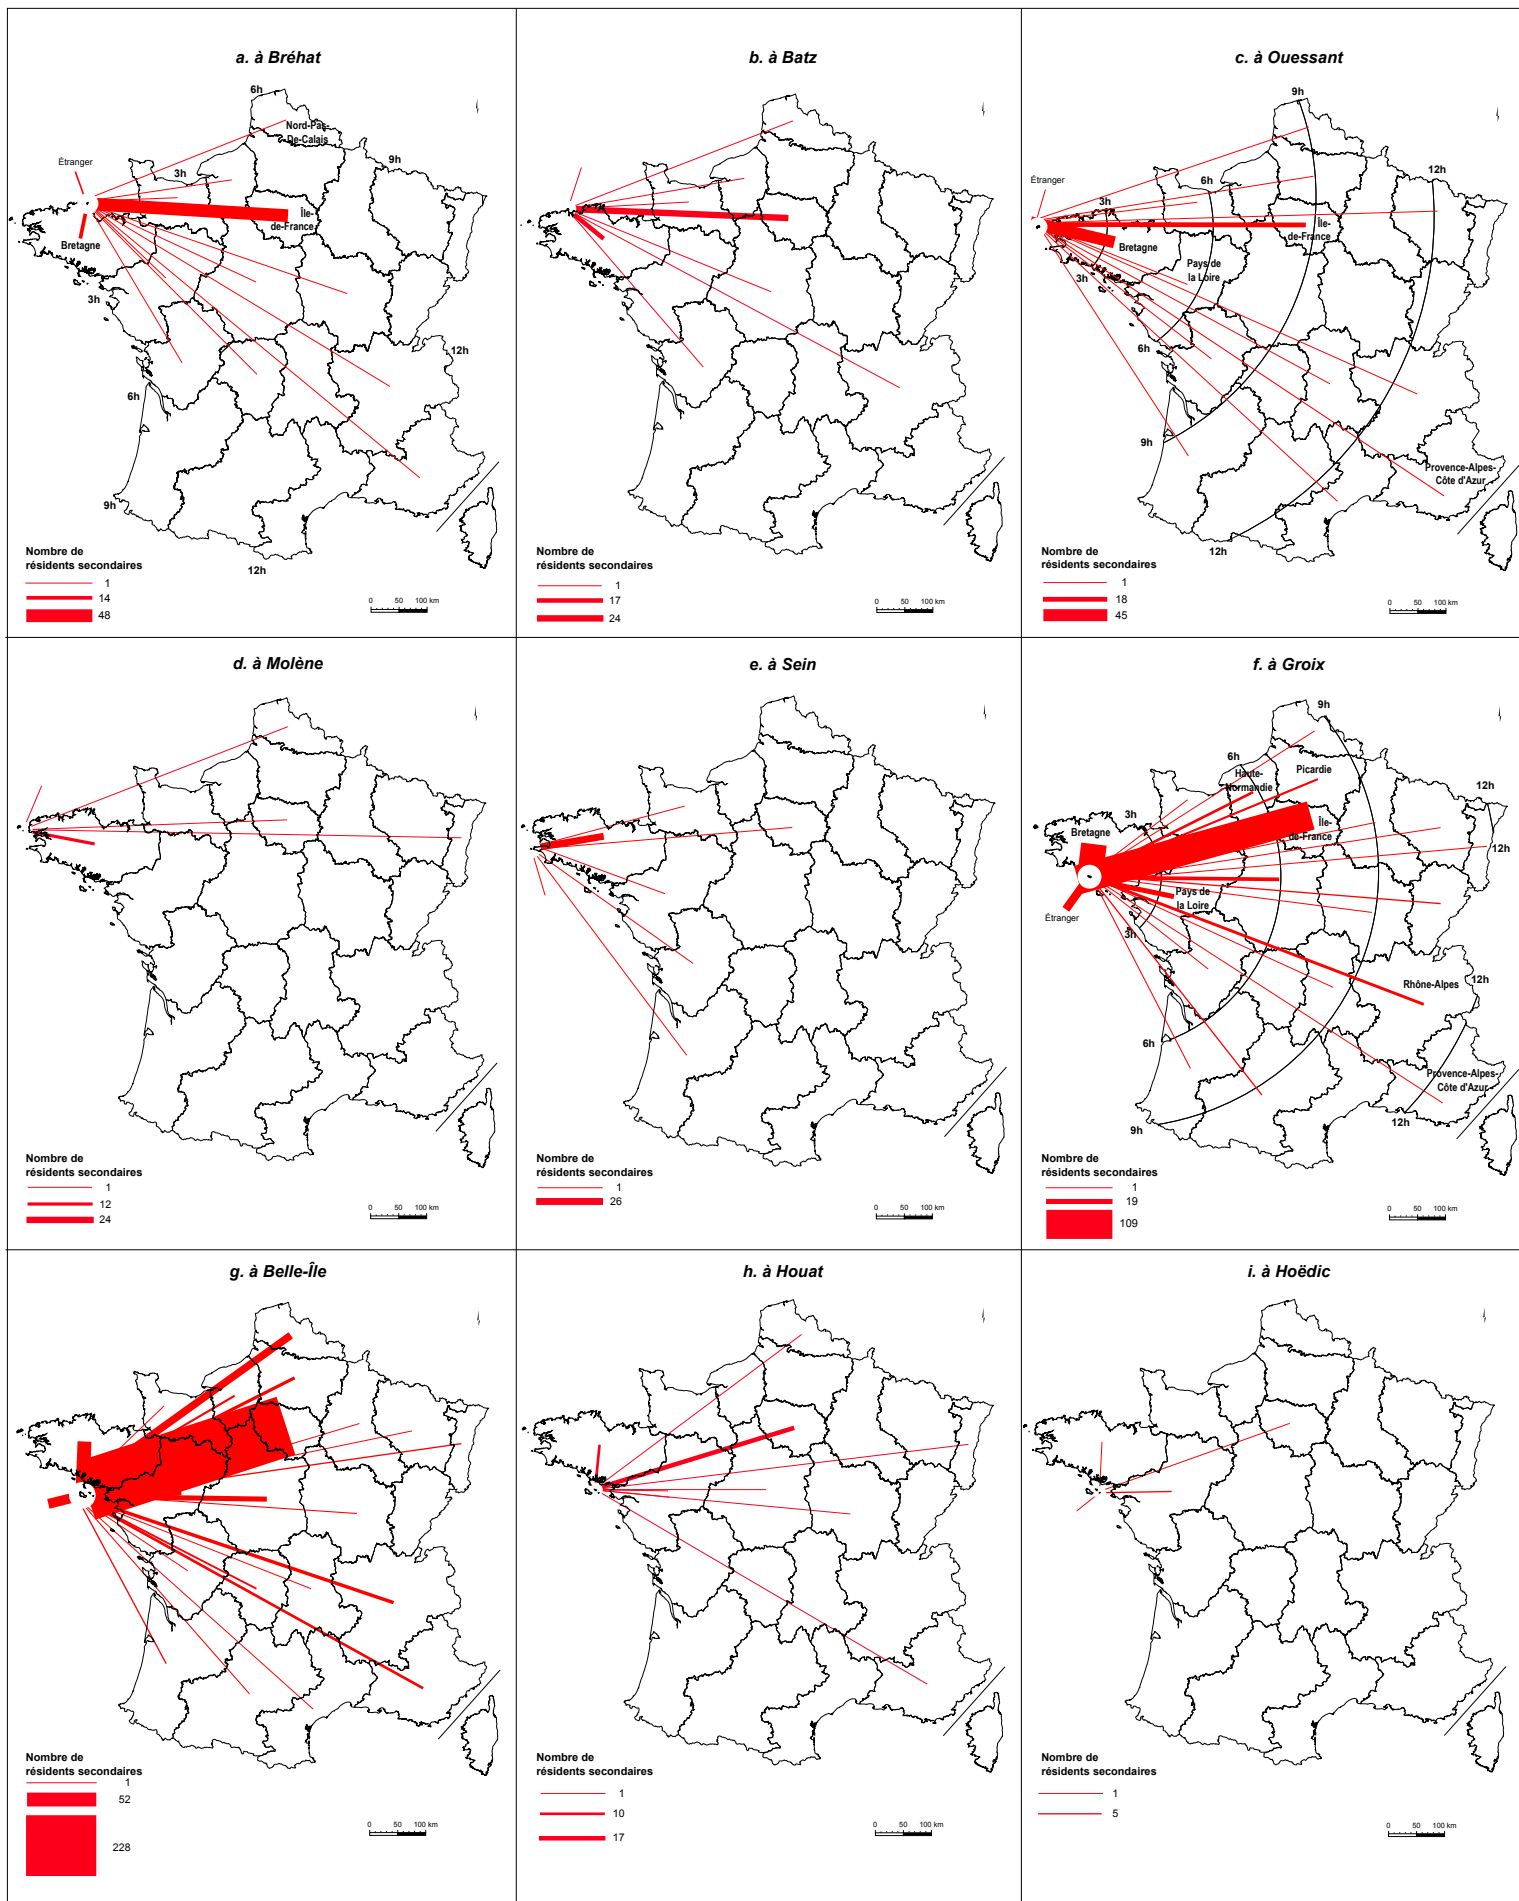 a. à Bréhat
6h
Nord-Pas-
De-Calais
9h
Étranger
3h
Île-
de-France
Bretagne
3h
12h
6h
9h
12h
Nombre de
résidents secondaires
1
14
48
0 50 100 km
b. à Batz
Nombre de
résidents secondaires
1
17
24
0 50 100 km
c. à Ouessant
9h
12h
Étranger
6h
3h
Île-
de-France
Bretagne
Pays de
la Loire
3h
6h
9h
Provence-Alpes-
Côte d'Azur
12h
Nombre de
résidents secondaires
1
18
45
0 50 100 km
d. à Molène
Nombre de
résidents secondaires
1
12
24
0 50 100 km
e. à Sein
Nombre de
résidents secondaires
1
26
0 50 100 km
f. à Groix
9h
6h
Haute-
Normandie
Picardie
12h
3h
Bretagne
Île-
de-France
12h
Pays de
la Loire
Étranger
3h
Rhône-Alpes
12h
6h
Provence-Alpes-
Côte d'Azur
12h
9h
Nombre de
résidents secondaires
1
19
109
0 50 100 km
g. à Belle-Île
Nombre de
résidents secondaires
1
52
228
0 50 100 km
h. à Houat
Nombre de
résidents secondaires
1
10
17
0 50 100 km
i. à Hoëdic
Nombre de
résidents secondaires
1
5
0 50 100 km